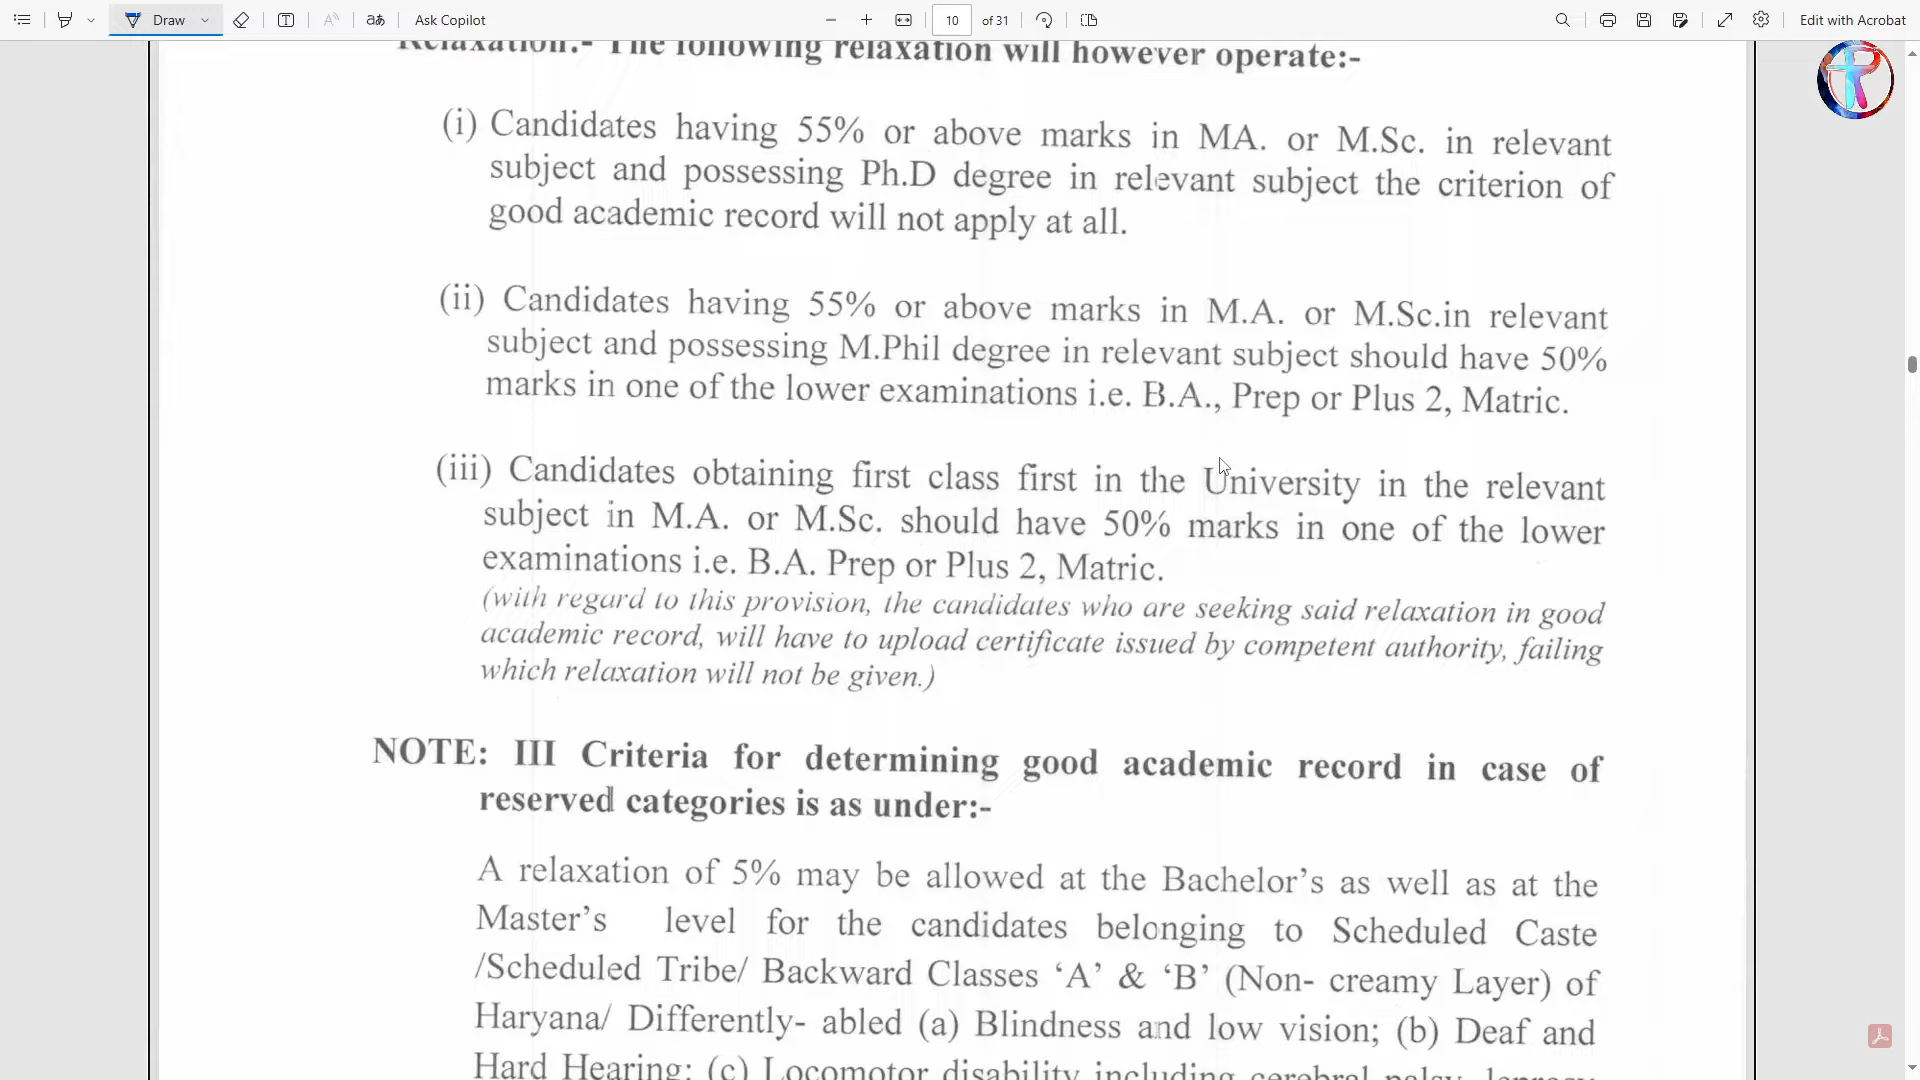 Draw
Ask Copilot
10 of 31
Edit with Acrobat
Relaxation:- The following relaxation will however operate:-
(i) Candidates having 55% or above marks in MA. or M.Sc. in relevant
subject and possessing Ph.D degree in relevant subject the criterion of
good academic record will not apply at all.
(ii) Candidates having 55% or above marks in M.A. or M.Sc.in relevant
subject and possessing M.Phil degree in relevant subject should have 50%
marks in one of the lower examinations i.e. B.A., Prep or Plus 2, Matric.
(iii) Candidates obtaining first class first in the University in the relevant
subject in M.A. or M.Sc. should have 50% marks in one of the lower
examinations i.e. B.A. Prep or Plus 2, Matric.
(with regard to this provision, the candidates who are seeking said relaxation in good
academic record, will have to upload certificate issued by competent authority, failing
which relaxation will not be given.)
NOTE: III Criteria for determining good academic record in case of
reserved categories is as under:-
A relaxation of 5% may be allowed at the Bachelor's as well as at the
Master's level for the candidates belonging to Scheduled Caste
/Scheduled Tribe/ Backward Classes ‘A’ & ‘B’ (Non- creamy Layer) of
Haryana/ Differently- abled (a) Blindness and low vision; (b) Deaf and
Hard Hearing; (c) Locomotor disability including cerebral palsy, leprosy